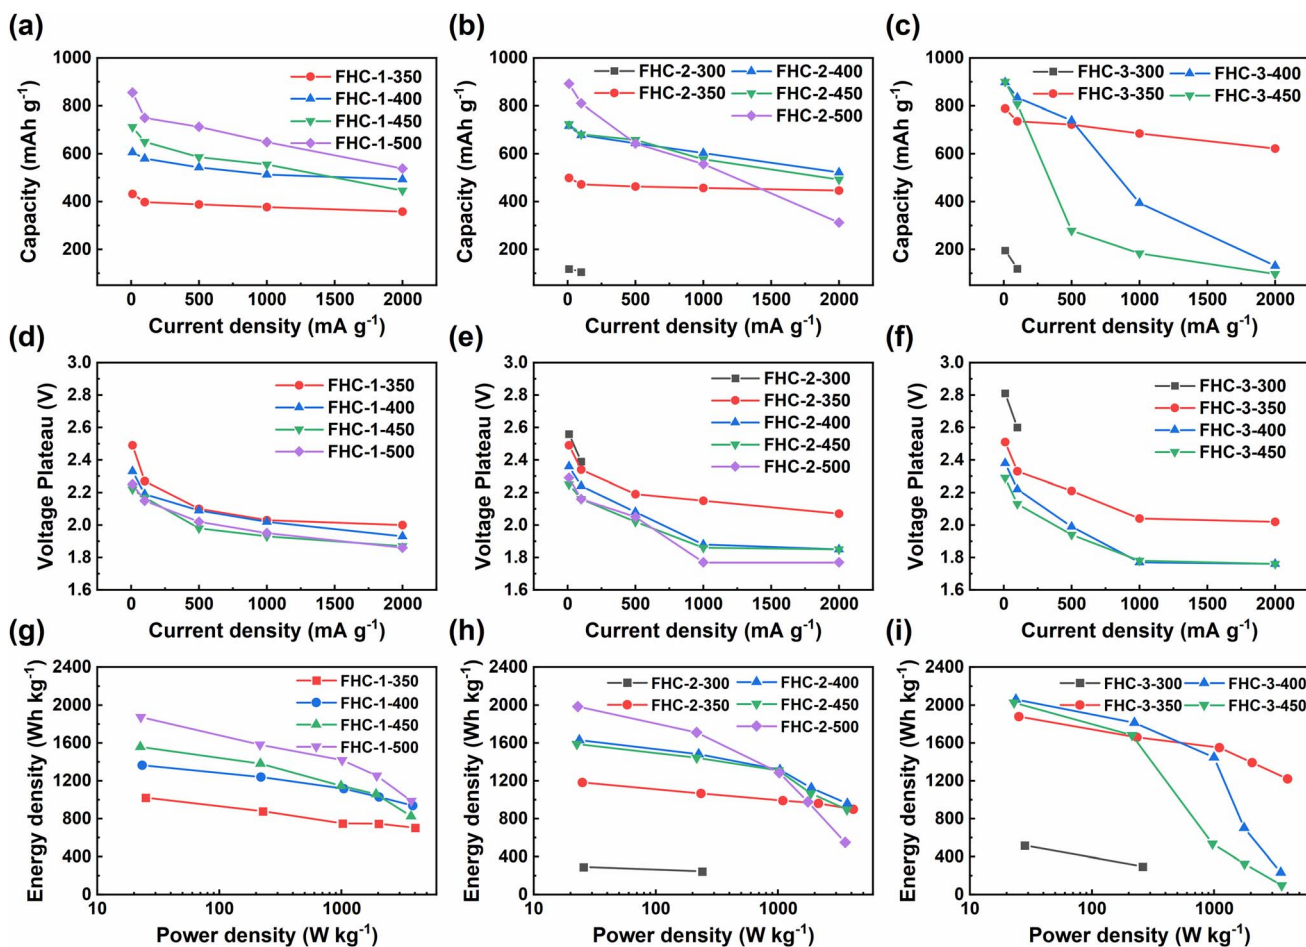 (a)
1000
800
600
400
200
Capacity (mAh g⁻¹)
FHC-1-350
FHC-1-400
FHC-1-450
FHC-1-500
0 500 1000 1500 2000
Current density (mA g⁻¹)
(b)
1000
800
600
400
200
Capacity (mAh g⁻¹)
FHC-2-300 FHC-2-400
FHC-2-350 FHC-2-450
FHC-2-500
0 500 1000 1500 2000
Current density (mA g⁻¹)
(c)
1000
800
600
400
200
Capacity (mAh g⁻¹)
FHC-3-300 FHC-3-400
FHC-3-350 FHC-3-450
0 500 1000 1500 2000
Current density (mA g⁻¹)
(d)
3.0
2.8
2.6
2.4
2.2
2.0
1.8
1.6
Voltage Plateau (V)
FHC-1-350
FHC-1-400
FHC-1-450
FHC-1-500
0 500 1000 1500 2000
Current density (mA g⁻¹)
(e)
3.0
2.8
2.6
2.4
2.2
2.0
1.8
1.6
Voltage Plateau (V)
FHC-2-300
FHC-2-350
FHC-2-400
FHC-2-450
FHC-2-500
0 500 1000 1500 2000
Current density (mA g⁻¹)
(f)
3.0
2.8
2.6
2.4
2.2
2.0
1.8
1.6
Voltage Plateau (V)
FHC-3-300
FHC-3-350
FHC-3-400
FHC-3-450
0 500 1000 1500 2000
Current density (mA g⁻¹)
(g)
2400
2000
1600
1200
800
400
0
Energy density (Wh kg⁻¹)
FHC-1-350
FHC-1-400
FHC-1-450
FHC-1-500
10 100 1000
Power density (W kg⁻¹)
(h)
2400
2000
1600
1200
800
400
0
Energy density (Wh kg⁻¹)
FHC-2-300 FHC-2-400
FHC-2-350 FHC-2-450
FHC-2-500
10 100 1000
Power density (W kg⁻¹)
(i)
2400
2000
1600
1200
800
400
0
Energy density (Wh kg⁻¹)
FHC-3-300 FHC-3-400
FHC-3-350 FHC-3-450
10 100 1000
Power density (W kg⁻¹)